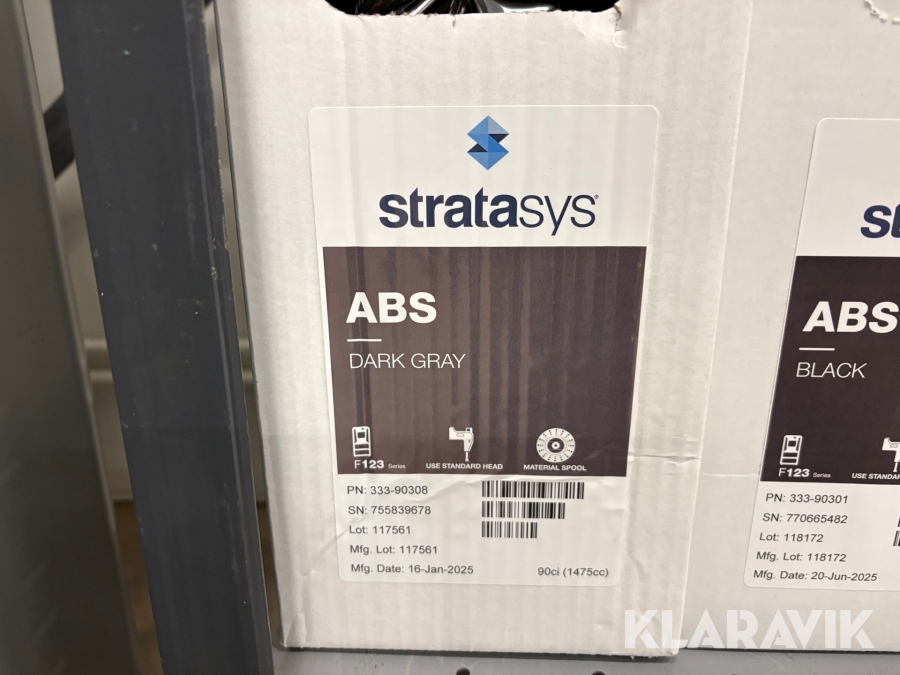 stratasys
ABS
DARK GRAY
F123 Series
USE STANDARD HEAD
MATERIAL SPOOL
PN: 333-90308
SN: 755839678
Lot: 117561
Mfg. Lot: 117561
Mfg. Date: 16-Jan-2025
90ci (1475cc)
ABS
BLACK
F123 Series
PN: 333-90301
SN: 770665482
Lot: 118172
Mfg. Lot: 118172
Mfg. Date: 20-Jun-2025
KLARAVIK